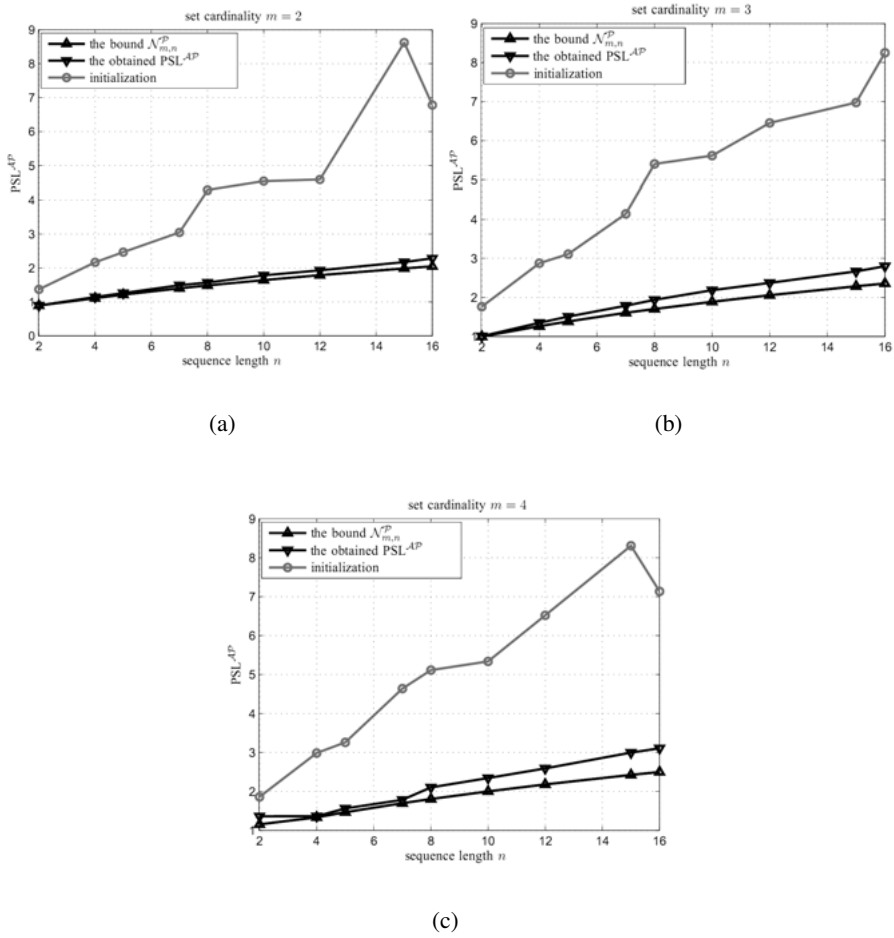 set cardinality m = 2
9
8
7
6
5
4
3
2
1
0
PSL^{AP}
the bound N^P_{m,n}
the obtained PSL^{AP}
initialization
2 4 6 8 10 12 14 16
sequence length n
(a)
set cardinality m = 3
9
8
7
6
5
4
3
2
1
PSL^{AP}
the bound N^P_{m,n}
the obtained PSL^{AP}
initialization
2 4 6 8 10 12 14 16
sequence length n
(b)
set cardinality m = 4
9
8
7
6
5
4
3
2
1
PSL^{AP}
the bound N^P_{m,n}
the obtained PSL^{AP}
initialization
2 4 6 8 10 12 14 16
sequence length n
(c)